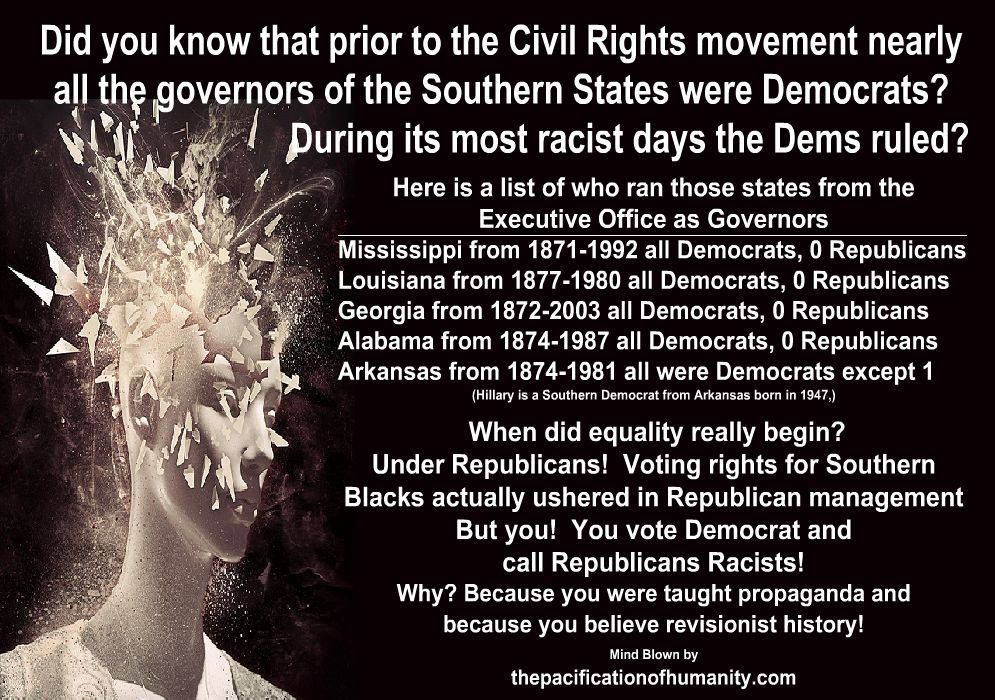 Did you know that prior to the Civil Rights movement nearly
all the governors of the Southern States were Democrats?
During its most racist days the Dems ruled?
Here is a list of who ran those states from the
Executive Office as Governors
Mississippi from 1871-1992 all Democrats, 0 Republicans
Louisiana from 1877-1980 all Democrats, 0 Republicans
Georgia from 1872-2003 all Democrats, 0 Republicans
Alabama from 1874-1987 all Democrats, 0 Republicans
Arkansas from 1874-1981 all were Democrats except 1
(Hillary is a Southern Democrat from Arkansas born in 1947,)
When did equality really begin?
Under Republicans! Voting rights for Southern
Blacks actually ushered in Republican management
But you! You vote Democrat and
call Republicans Racists!
Why? Because you were taught propaganda and
because you believe revisionist history!
Mind Blown by
thepacificationofhumanity.com